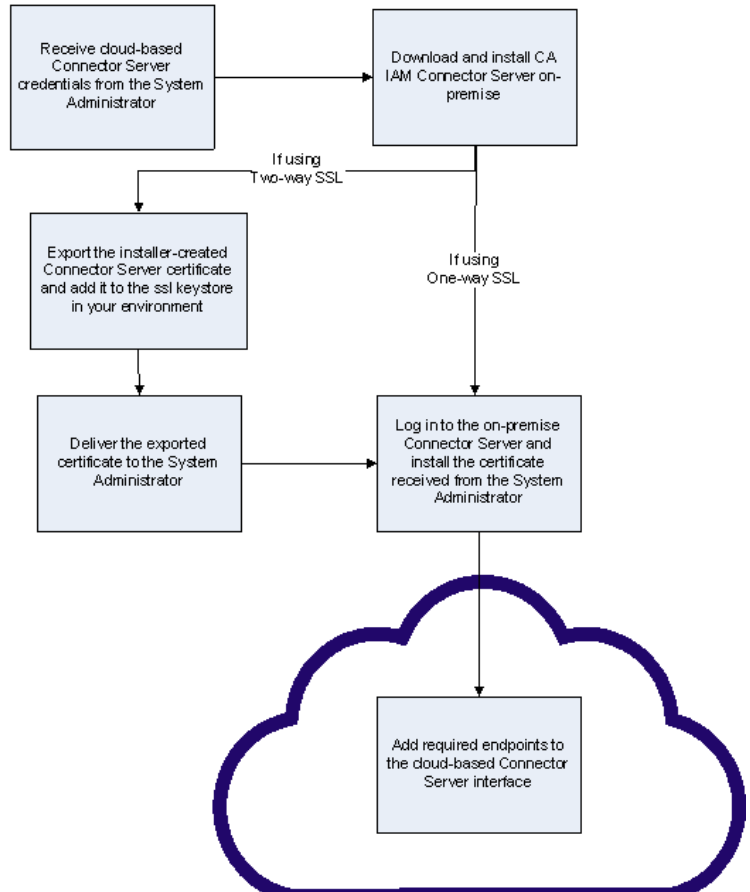 Receive cloud-based
Connector Server
credentials from the System
Administrator
Download and install CA
IAM Connector Server on-
premise
If using
Two-way SSL
If using
One-way SSL
Export the installer-created
Connector Server certificate
and add it to the ssl keystore
in your environment
Deliver the exported
certificate to the System
Administrator
Log in to the on-premise
Connector Server and
install the certificate
received from the System
Administrator
Add required endpoints to
the cloud-based Connector
Server interface